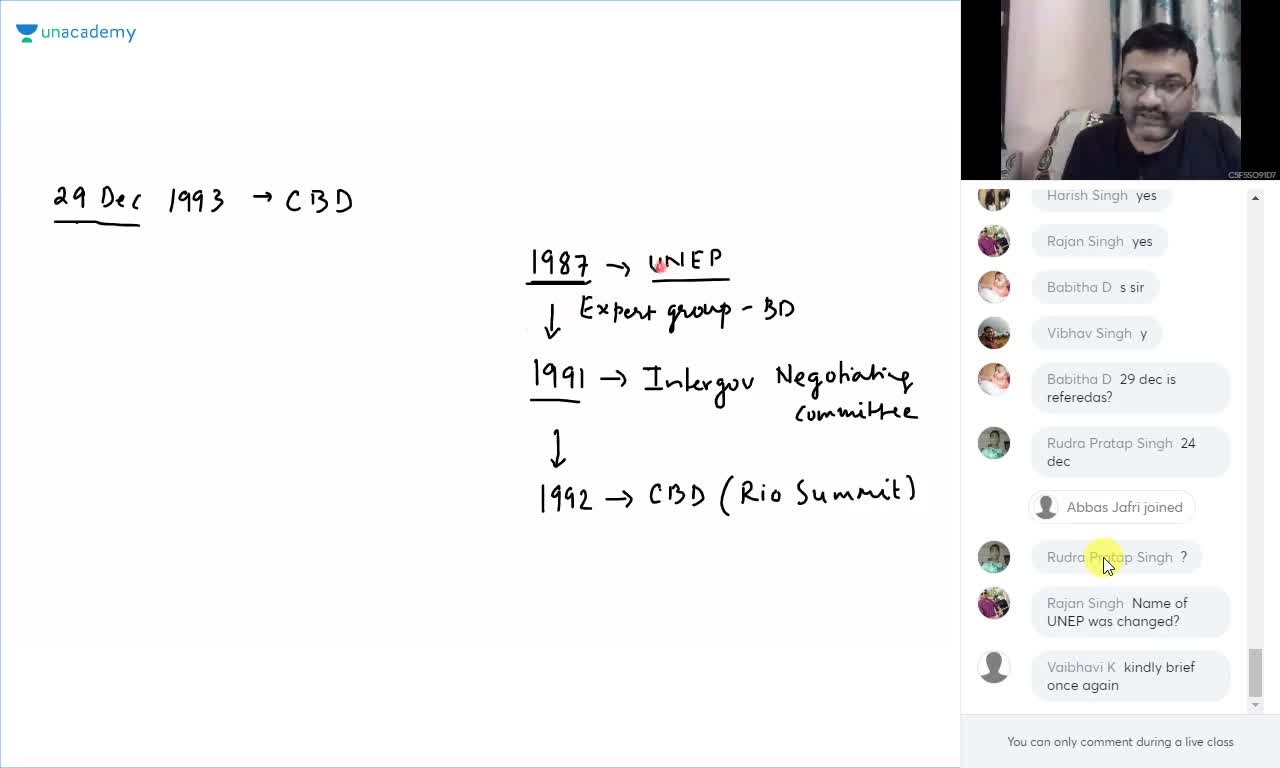 unacademy
29 Dec 1993 → CBD
1987 → UNEP
↓ Expert group - BD
1991 → Intergov Negotiating
committee
↓
1992 → CBD (Rio Summit)
CSFSSO91D7
Harish Singh yes
Rajan Singh yes
Babitha D s sir
Vibhav Singh y
Babitha D 29 dec is
referedas?
Rudra Pratap Singh 24
dec
Abbas Jafri joined
Rudra Pratap Singh ?
Rajan Singh Name of
UNEP was changed?
Vaibhavi K kindly brief
once again
You can only comment during a live class